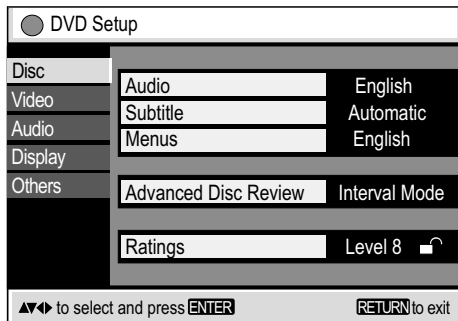 DVD Setup
Disc
Video
Audio
Display
Others
Audio English
Subtitle Automatic
Menus English
Advanced Disc Review Interval Mode
Ratings Level 8
to select and press ENTER RETURN to exit